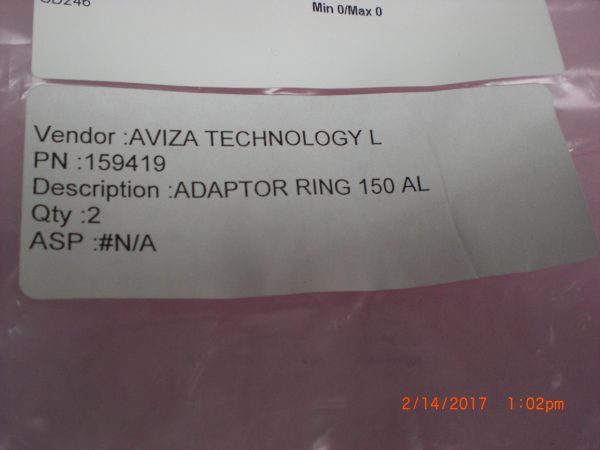 Min 0/Max 0
Vendor :AVIZA TECHNOLOGY L
PN :159419
Description :ADAPTOR RING 150 AL
Qty :2
ASP :#N/A
2/14/2017 1:02pm